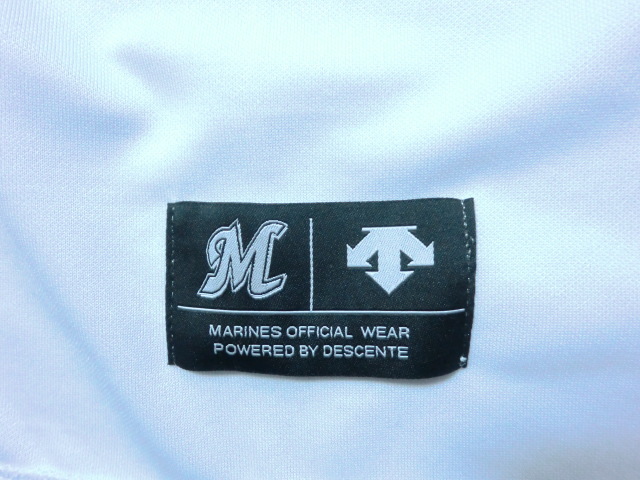 M
MARINES OFFICIAL WEAR
POWERED BY DESCENTE